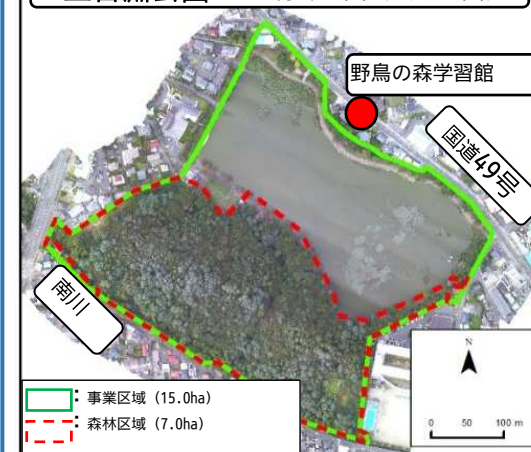 野鳥の森学習館
国道49号
南川
: 事業区域 (15.0ha)
: 森林区域 (7.0ha)
N
0 50 100 m